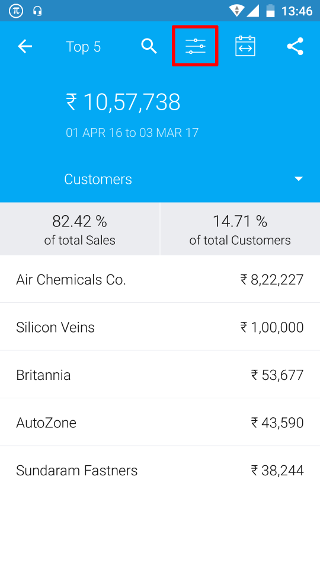 13:46
Top 5
₹ 10,57,738
01 APR 16 to 03 MAR 17
Customers
82.42 % 14.71 %
of total Sales of total Customers
Air Chemicals Co. ₹ 8,22,227
Silicon Veins ₹ 1,00,000
Britannia ₹ 53,677
AutoZone ₹ 43,590
Sundaram Fastners ₹ 38,244